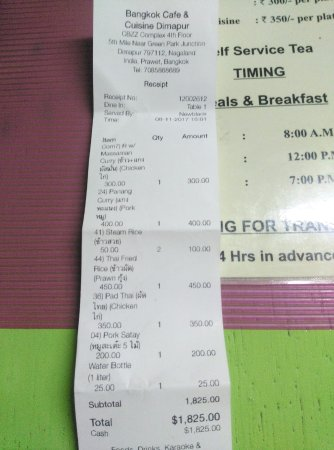 Bangkok Cafe &
Cuisine Dimapur
CBZZ Complex 4th Floor
5th Mile Near Green Park Junction
Dimapur 797112, Nagaland
India, Prawet, Bangkok
Tel: 7085868689
Receipt
Receipt No: 12002612
Dine In: Table 1
Served By: Newblank
Time: 08-11-2017 15:01
Item Qty Amount
Massaman
Curry (ข้าว+แกง
มัสมั่น (Chicken
ไก่)
300.00 1 300.00
24) Panang
Curry (แกง
พะแนง) (Pork
หมู)
400.00 1 400.00
41) Steam Rice
(ข้าวสวย)
50.00 2 100.00
44) Thai Fried
Rice (ข้าวผัด)
(Prawn กุ้ง)
450.00 1 450.00
36) Pad Thai (ผัด
ไทย) (Chicken
ไก่)
350.00 1 350.00
04) Pork Satay
(หมูสะเต๊ะ 5 ไม้)
200.00 1 200.00
Water Bottle
(1 liter)
25.00 1 25.00
Subtotal 1,825.00
Total $1,825.00
Cash $1,825.00
Foods, Drinks, Karaoke &
: ₹ 300/- per pla
isine : ₹ 350/- per plat
elf Service Tea
TIMING
als & Breakfast
8:00 A.M
12:00 P.M
7:00 P.M
NG FOR TRANS
4 Hrs in advance